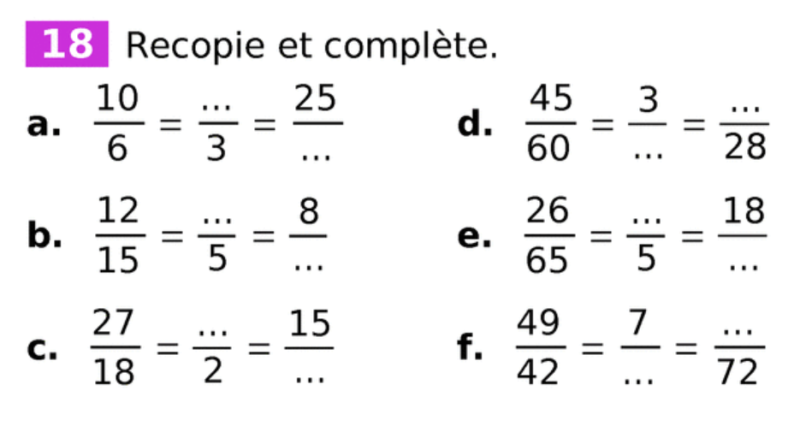 18 Recopie et complète.
a. 10/6 = .../3 = 25/...
d. 45/60 = 3/... = .../28
b. 12/15 = .../5 = 8/...
e. 26/65 = .../5 = 18/...
c. 27/18 = .../2 = 15/...
f. 49/42 = 7/... = .../72